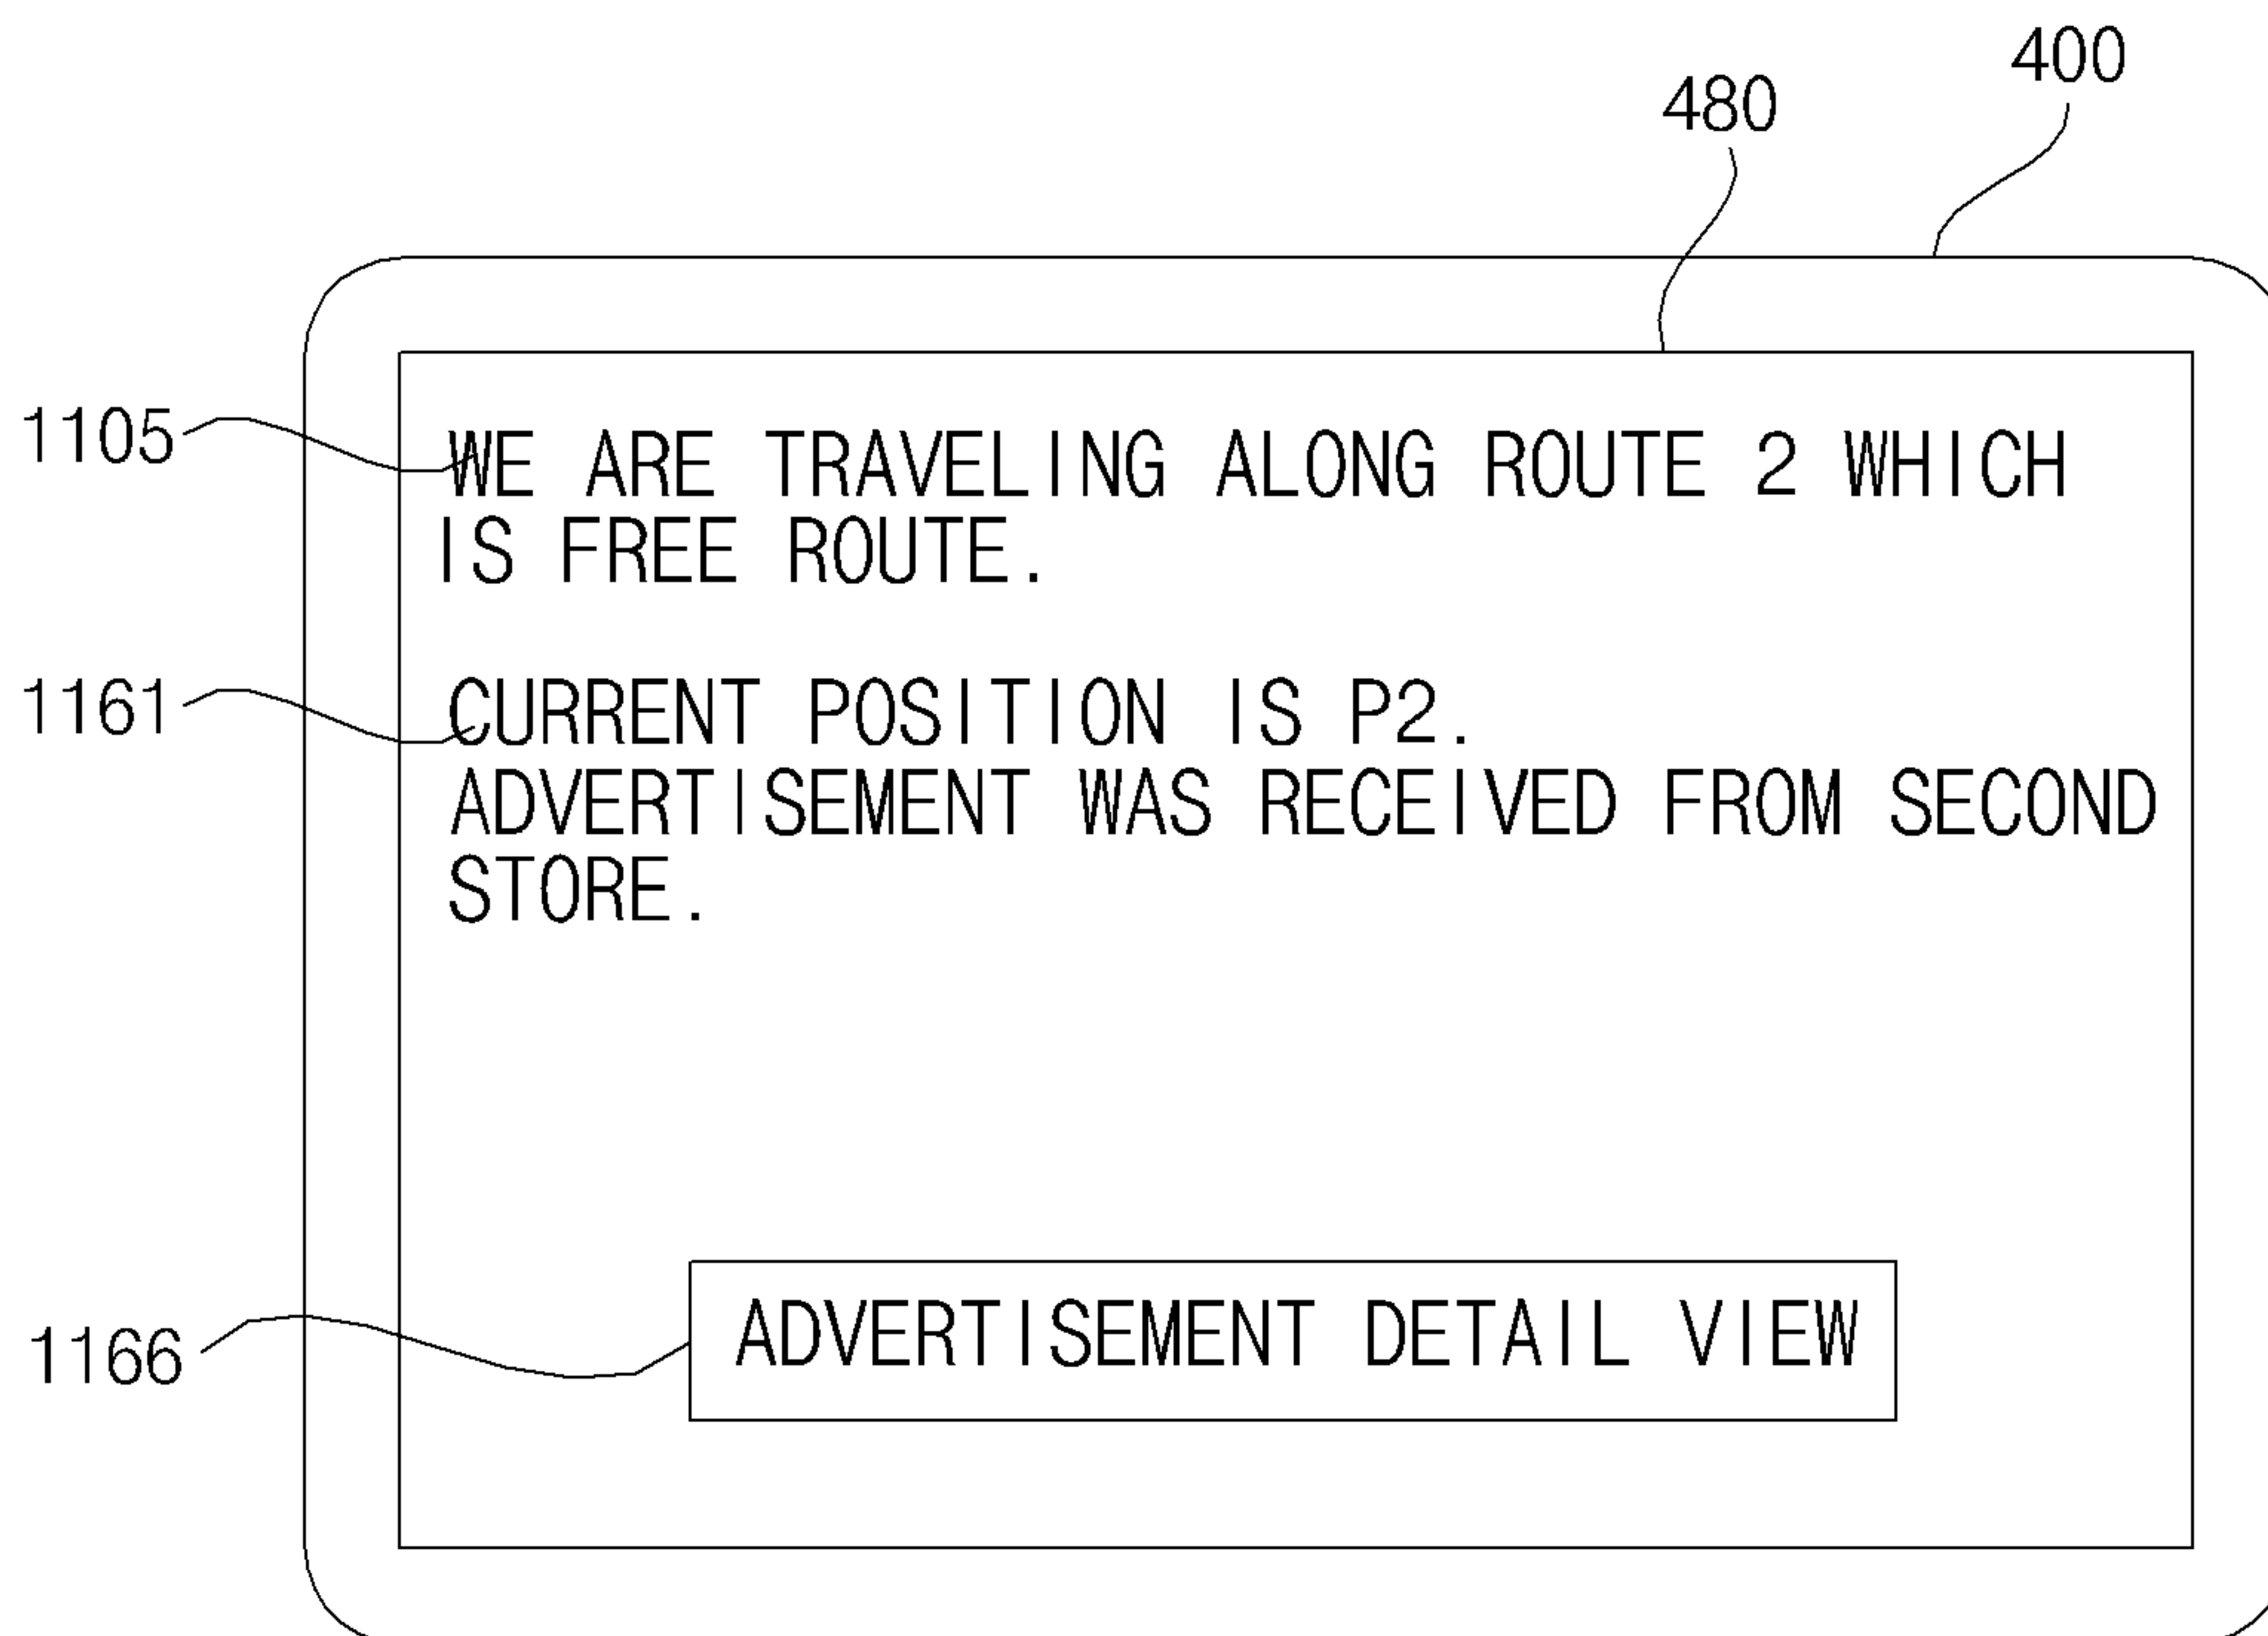 400
480
1105
WE ARE TRAVELING ALONG ROUTE 2 WHICH
IS FREE ROUTE.
1161
CURRENT POSITION IS P2.
ADVERTISEMENT WAS RECEIVED FROM SECOND
STORE.
1166
ADVERTISEMENT DETAIL VIEW